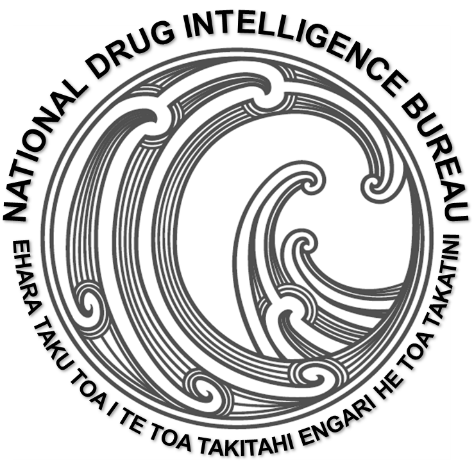 NATIONAL DRUG INTELLIGENCE BUREAU
EHARA TAKU TOA I TE TOA TAKITAHI ENGARI HE TOA TAKATINI